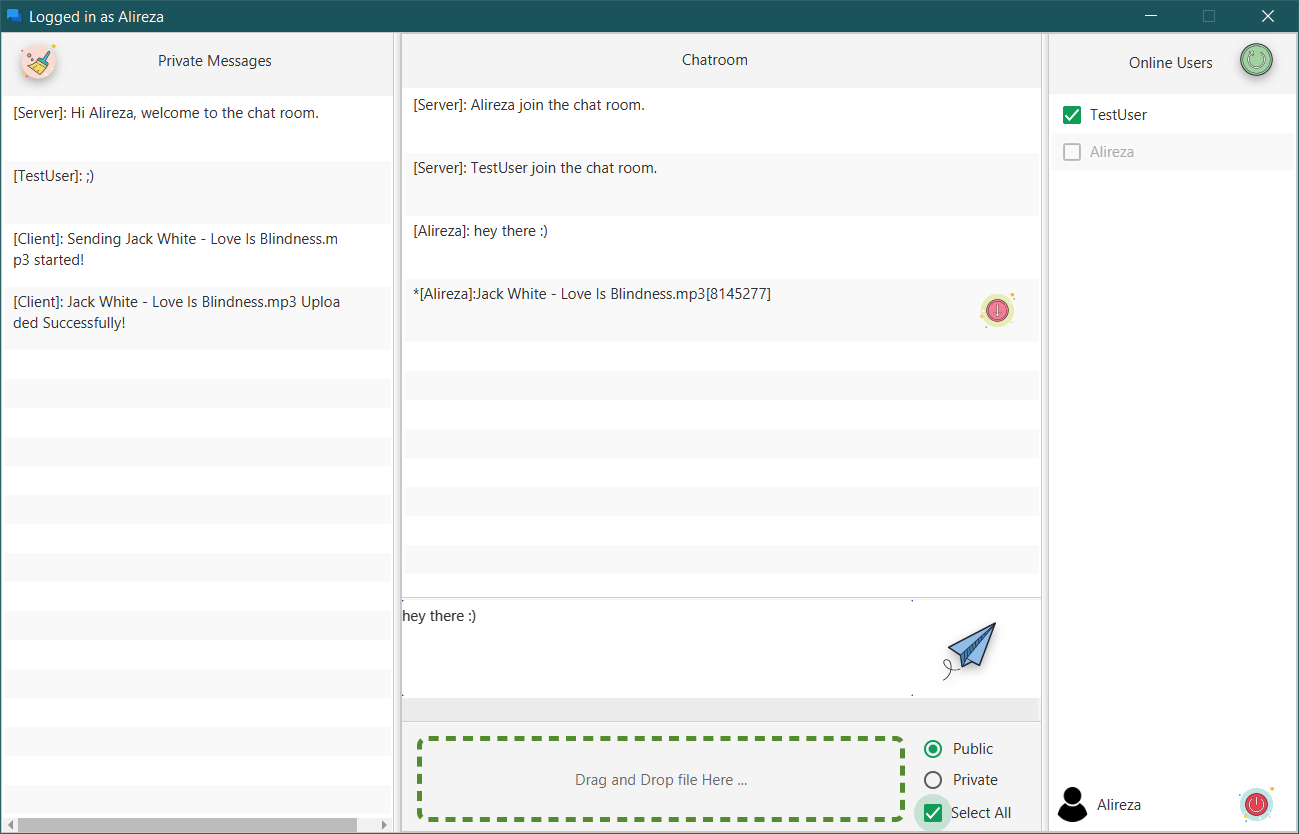 Logged in as Alireza
Private Messages
[Server]: Hi Alireza, welcome to the chat room.
[TestUser]: ;)
[Client]: Sending Jack White - Love Is Blindness.m
p3 started!
[Client]: Jack White - Love Is Blindness.mp3 Uploa
ded Successfully!
Chatroom
[Server]: Alireza join the chat room.
[Server]: TestUser join the chat room.
[Alireza]: hey there :)
*[Alireza]:Jack White - Love Is Blindness.mp3[8145277]
hey there :)
Drag and Drop file Here ...
Public
Private
Select All
Online Users
TestUser
Alireza
Alireza